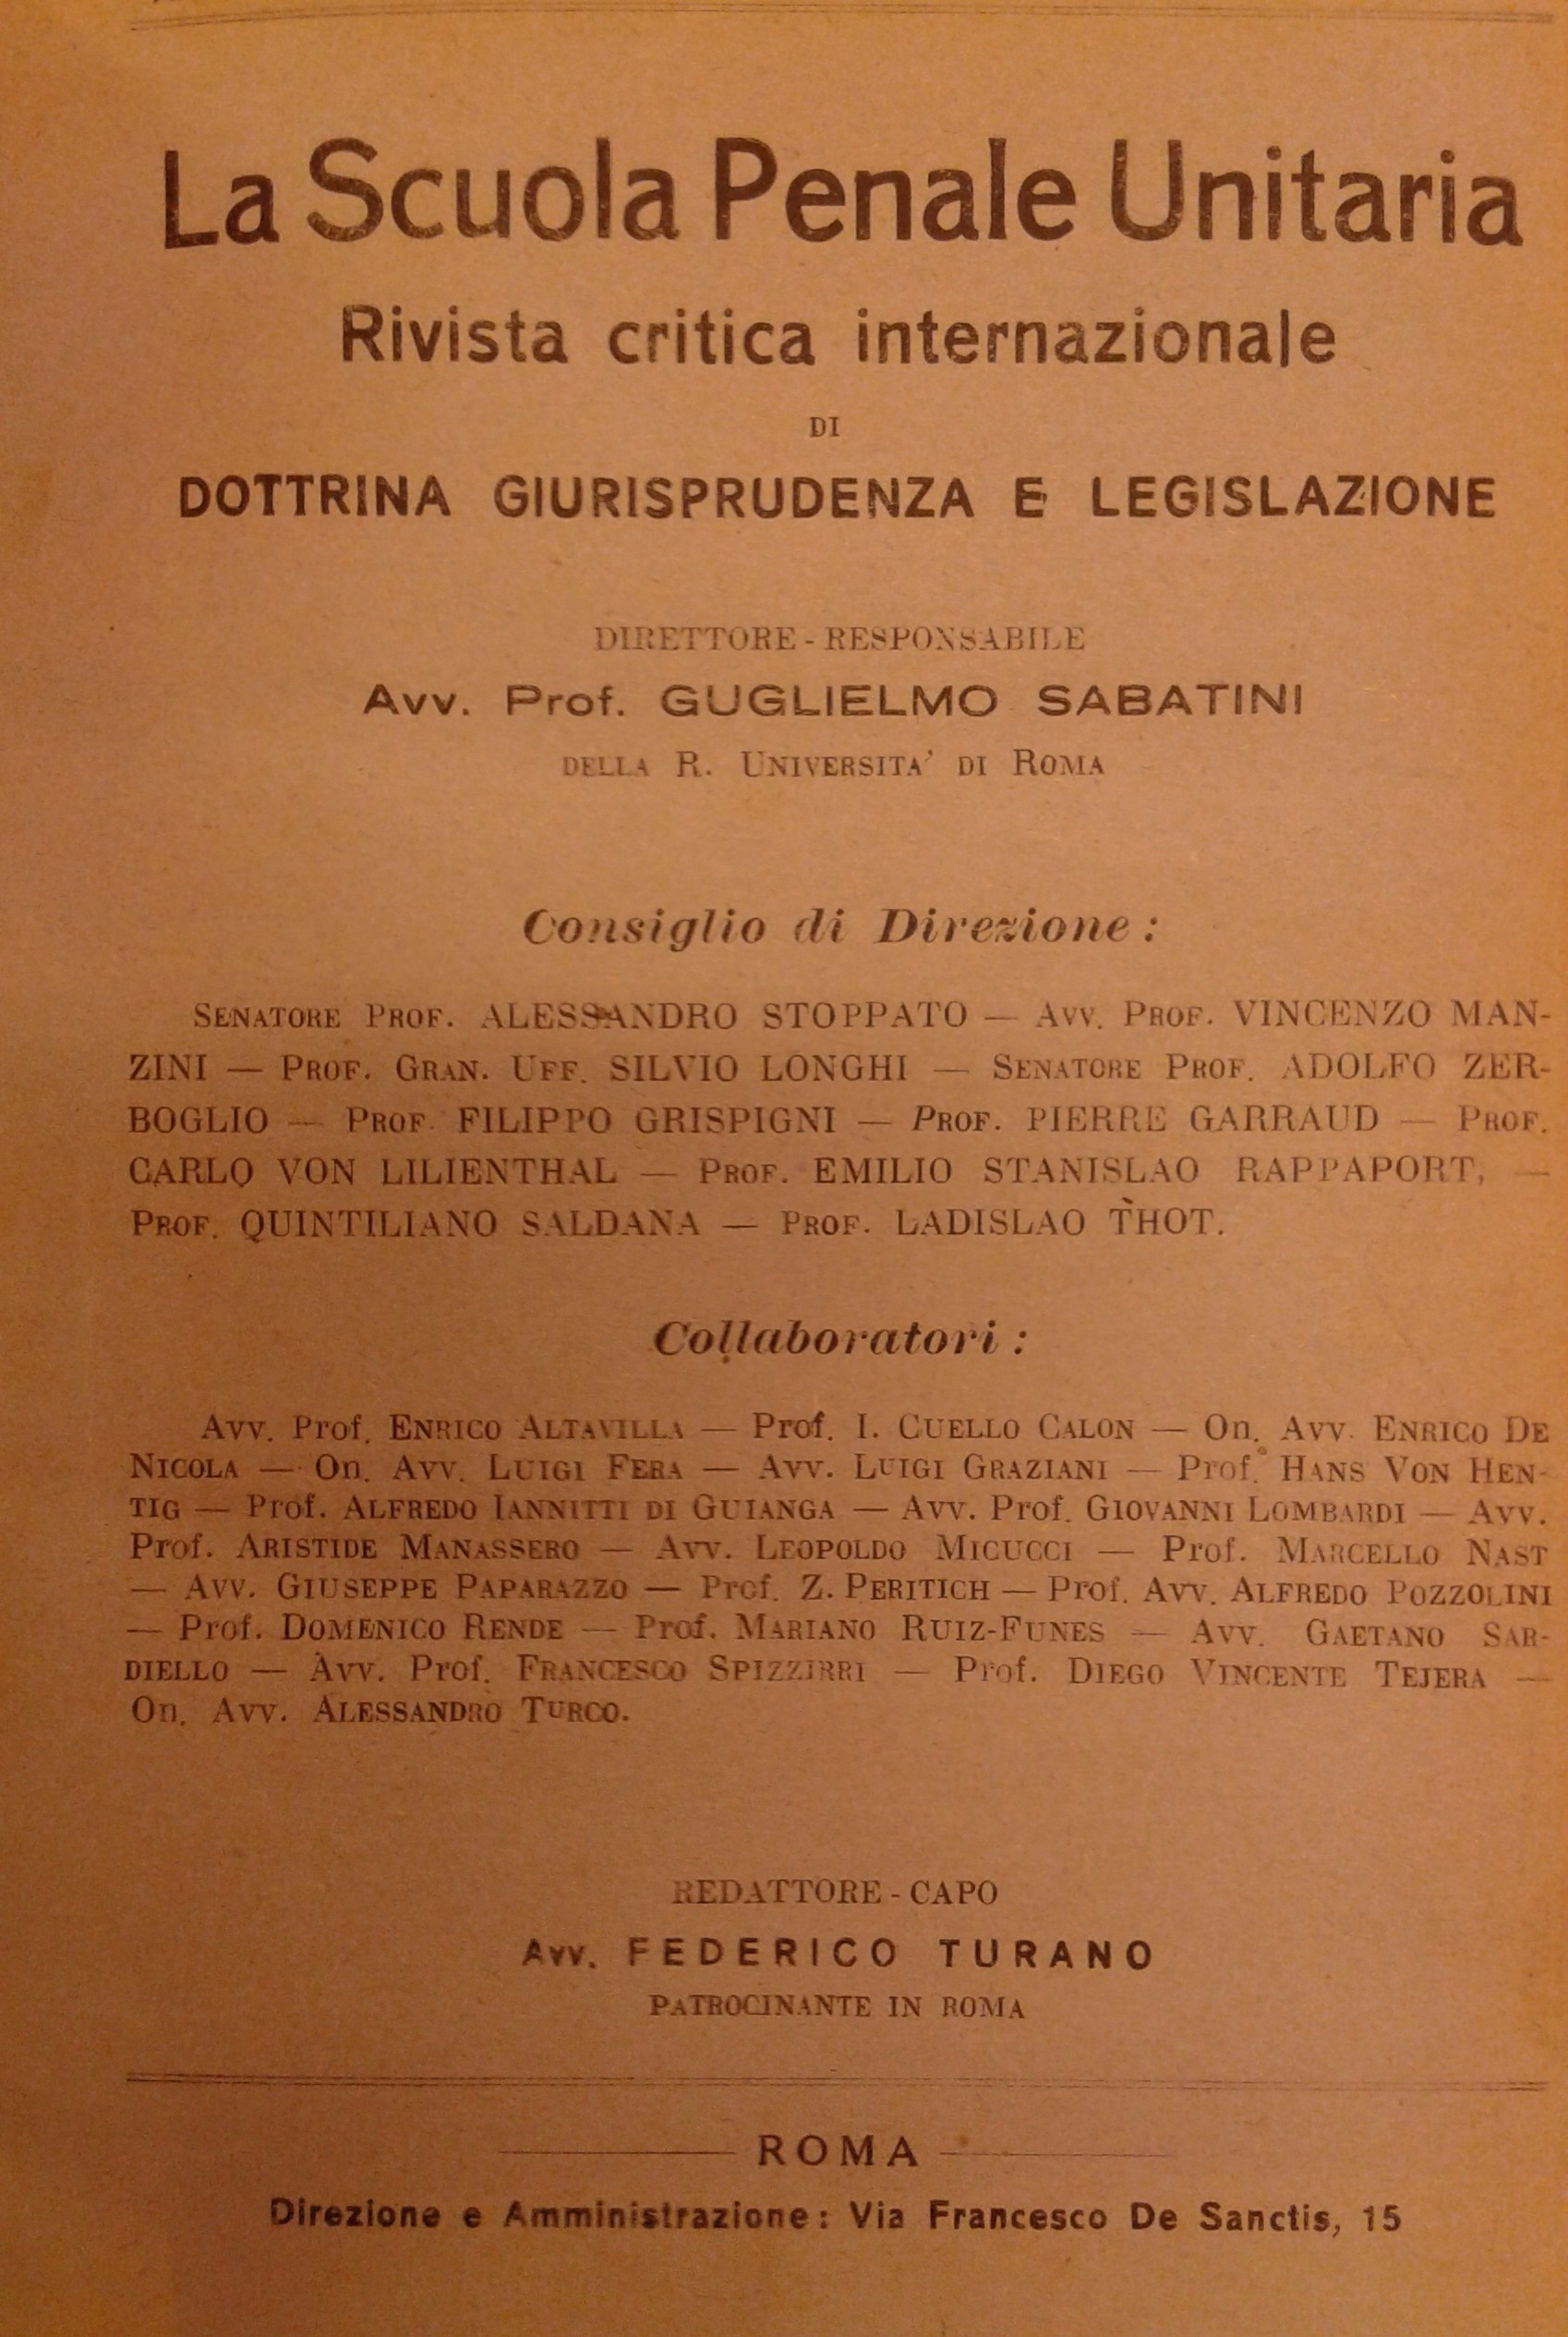 La Scuola Penale Unitaria
Rivista critica internazionale
DI
DOTTRINA GIURISPRUDENZA E LEGISLAZIONE
DIRETTORE - RESPONSABILE
Avv. Prof. GUGLIELMO SABATINI
DELLA R. UNIVERSITA' DI ROMA
Consiglio di Direzione :
SENATORE PROF. ALESSANDRO STOPPATO — AVV. PROF. VINCENZO MAN-
ZINI — PROF. GRAN. UFF. SILVIO LONGHI — SENATORE PROF. ADOLFO ZER-
BOGLIO — PROF. FILIPPO GRISPIGNI — PROF. PIERRE GARRAUD — PROF.
CARLO VON LILIENTHAL — PROF. EMILIO STANISLAO RAPPAPORT, —
PROF. QUINTILIANO SALDANA — PROF. LADISLAO THOT.
Collaboratori :
Avv. Prof. ENRICO ALTAVILLA — Prof. I. CUELLO CALON — On. Avv. ENRICO DE
NICOLA — On. Avv. LUIGI FERA — Avv. LUIGI GRAZIANI — Prof. HANS VON HEN-
TIG — Prof. ALFREDO IANNITTI DI GUIANGA — Avv. Prof. GIOVANNI LOMBARDI — Avv.
Prof. ARISTIDE MANASSERO — Avv. LEOPOLDO MICUCCI — Prof. MARCELLO NAST
— Avv. GIUSEPPE PAPARAZZO — Prof. Z. PERITICH — Prof. Avv. ALFREDO POZZOLINI
— Prof. DOMENICO RENDE — Prof. MARIANO RUIZ-FUNES — Avv. GAETANO SAR-
DIELLO — Avv. Prof. FRANCESCO SPIZZIRRI — Prof. DIEGO VINCENTE TEJERA —
On. Avv. ALESSANDRO TURCO.
REDATTORE - CAPO
Avv. FEDERICO TURANO
PATROCINANTE IN ROMA
ROMA
Direzione e Amministrazione: Via Francesco De Sanctis, 15